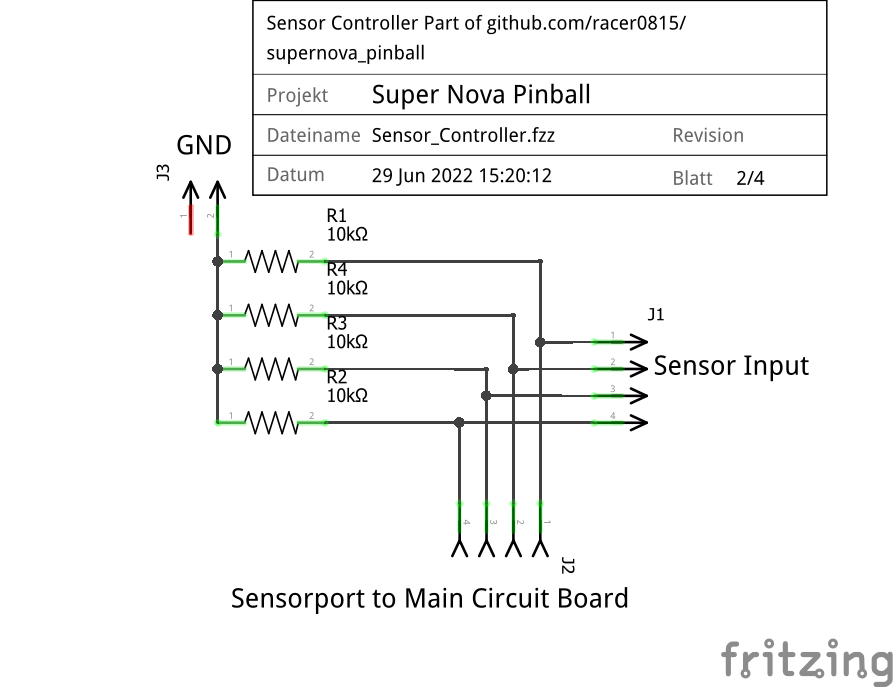 Sensor Controller Part of github.com/racer0815/
supernova_pinball
Projekt Super Nova Pinball
Dateiname Sensor_Controller.fzz Revision
Datum 29 Jun 2022 15:20:12 Blatt 2/4
GND
J3
1 2
R1
10kΩ
1 2
R4
10kΩ
1 2
R3
10kΩ
1 2
R2
10kΩ
1 2
J1
1
2
Sensor Input
3
4
4 3 2 1
J2
Sensorport to Main Circuit Board
fritzing